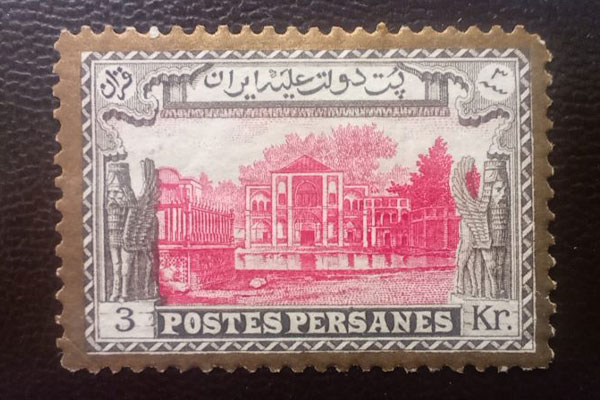 قران پست دولت علیه ایران ۳
3 POSTES PERSANES Kr.